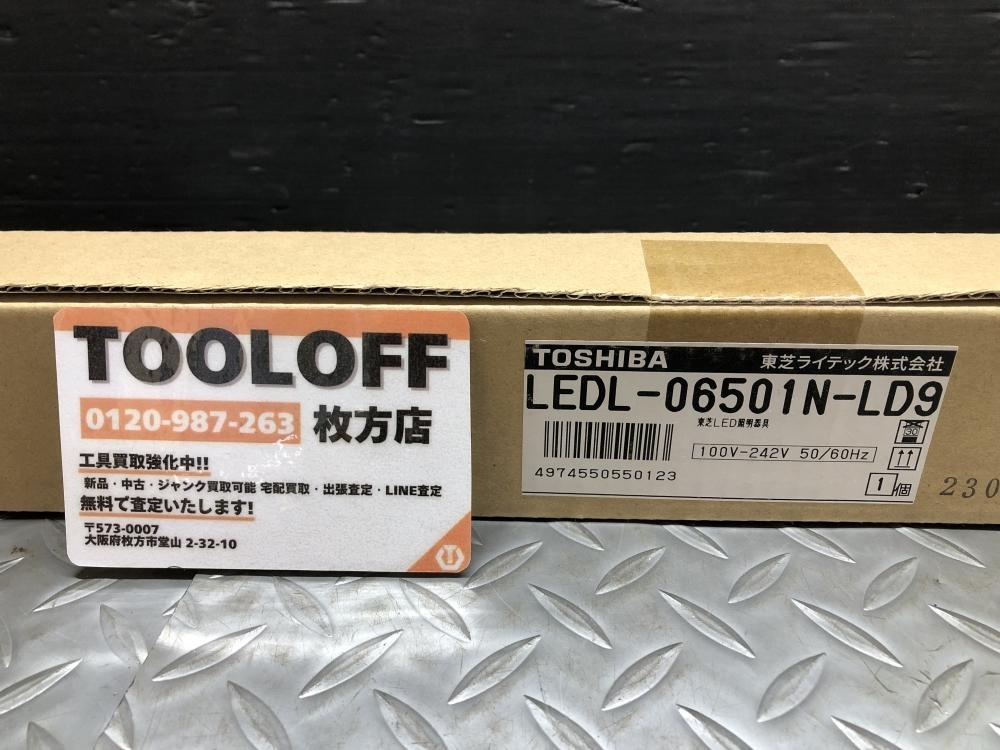 TOOLOFF
0120-987-263 枚方店
工具買取強化中!!
新品・中古・ジャンク買取可能 宅配買取・出張査定・LINE査定
無料で査定いたします!
〒573-0007
大阪府枚方市堂山 2-32-10
TOSHIBA 東芝ライテック株式会社
LEDL-06501N-LD9
東芝LED照明器具
100V-242V 50/60Hz
4974550550123
30
1個
230